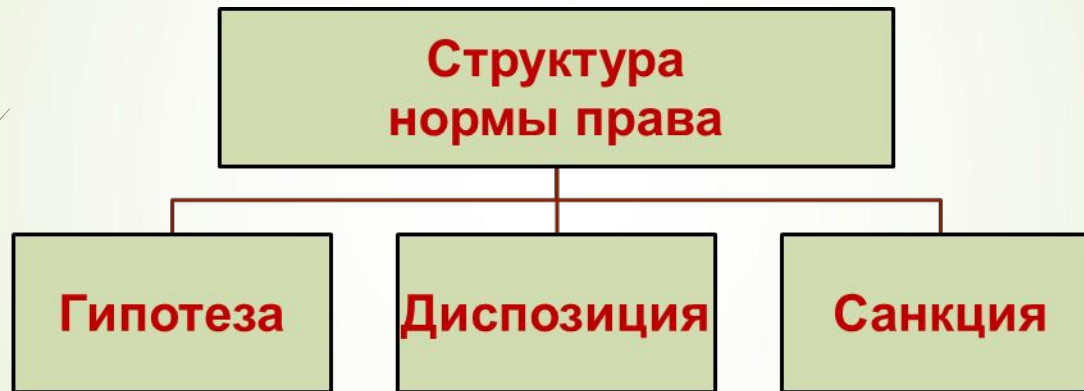 Структура
нормы права
Гипотеза
Диспозиция
Санкция